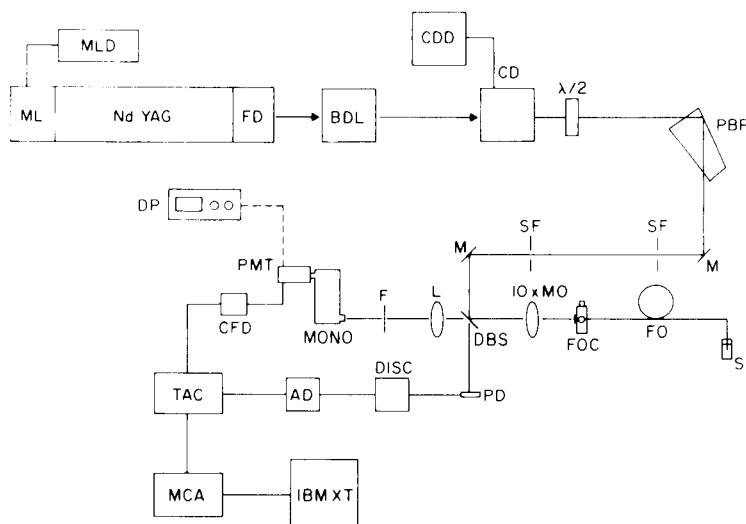 MLD
CDD
CD
λ/2
ML
Nd YAG
FD
BDL
PBP
DP
SF
SF
M
M
PMT
F
L
10 x MO
CFD
MONO
DBS
FOC
FO
S
DISC
TAC
AD
PD
MCA
IBM XT